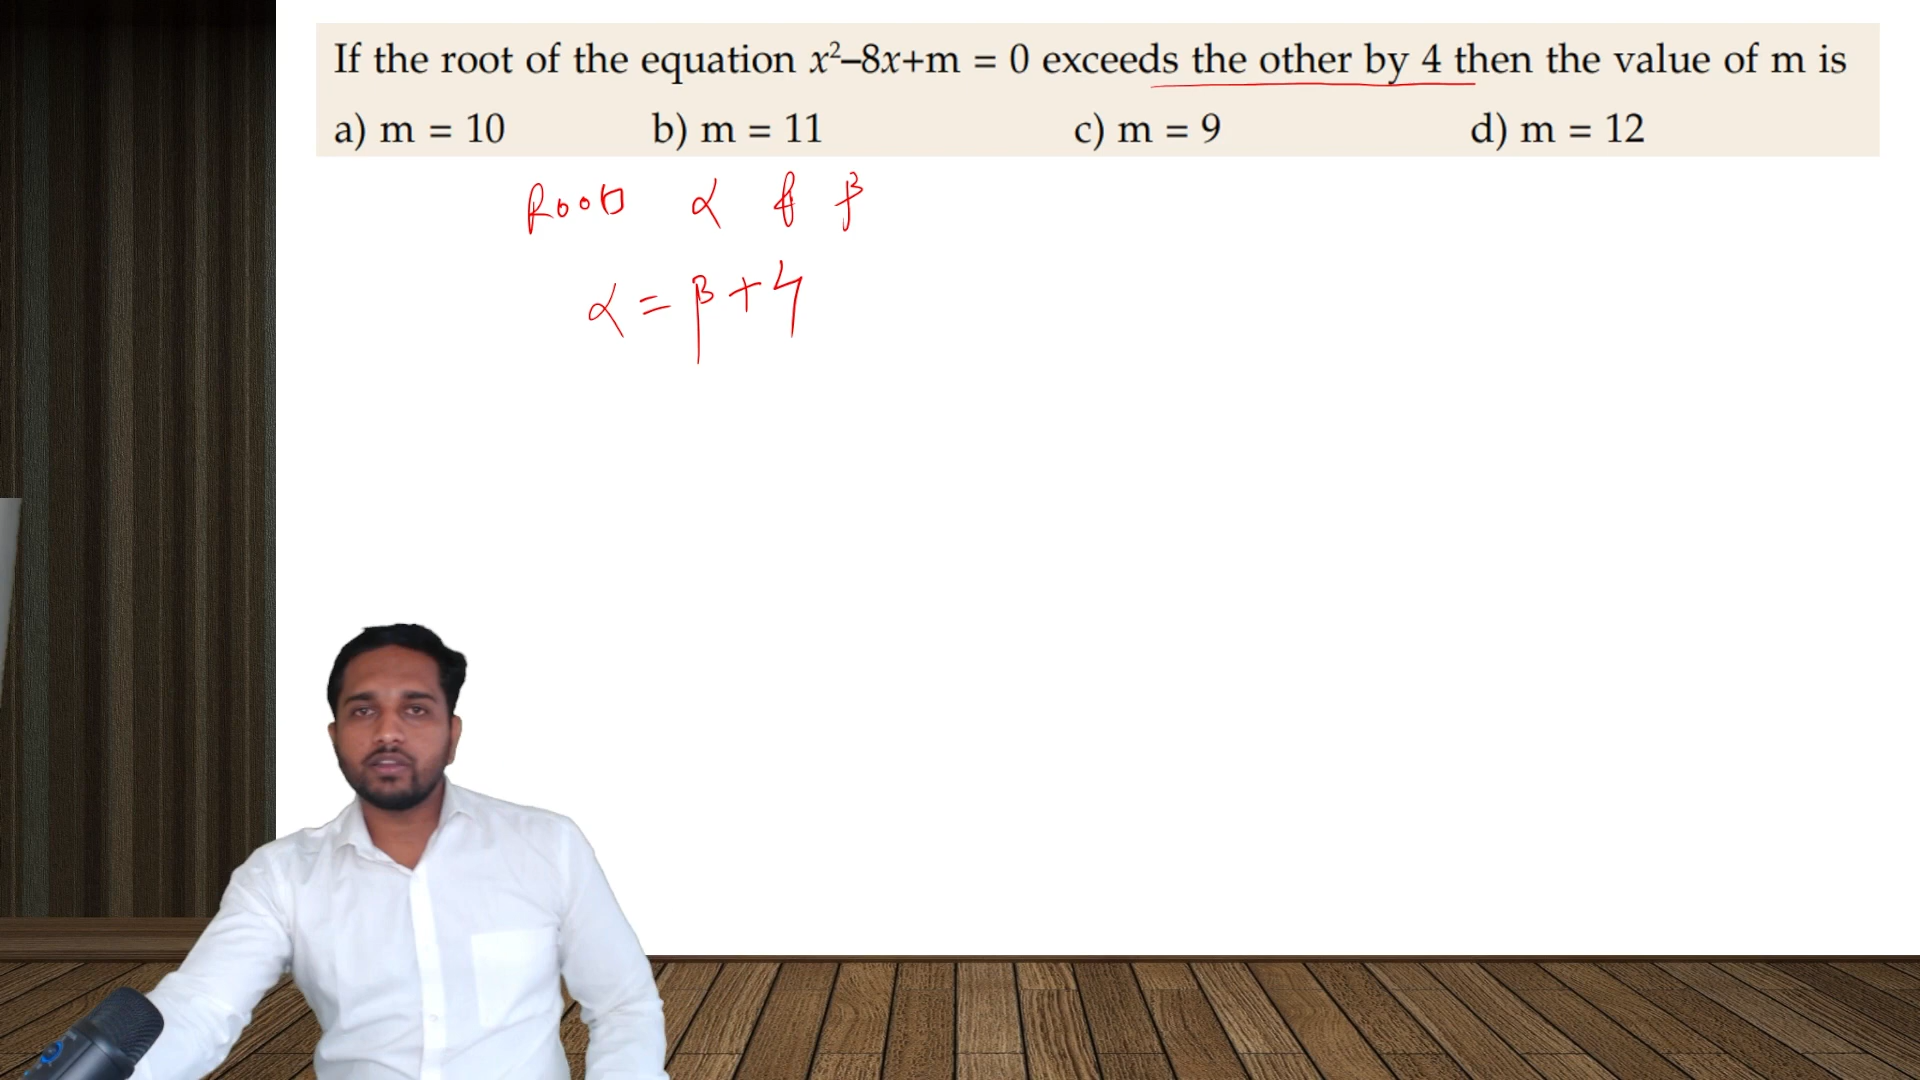 If the root of the equation x²–8x+m = 0 exceeds the other by 4 then the value of m is
a) m = 10 b) m = 11 c) m = 9 d) m = 12
Roots α & β
α = β + 4